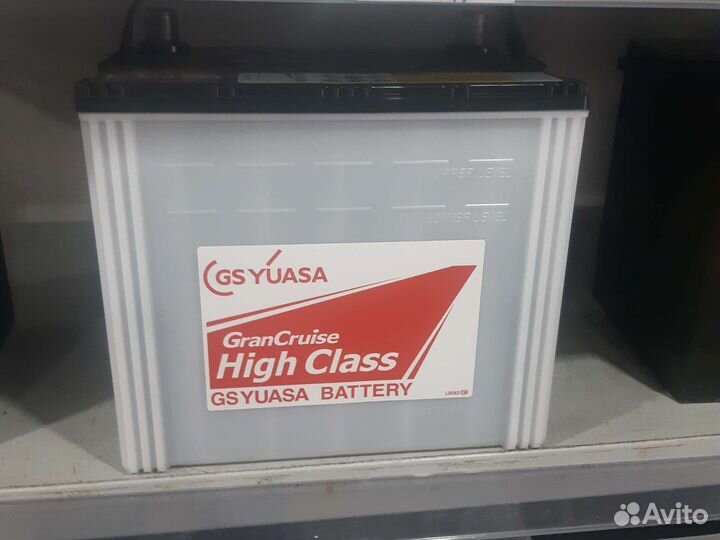 UPPER LEVEL
LOWER LEVEL
GS YUASA
GranCruise
High Class
GS YUASA BATTERY
Avito